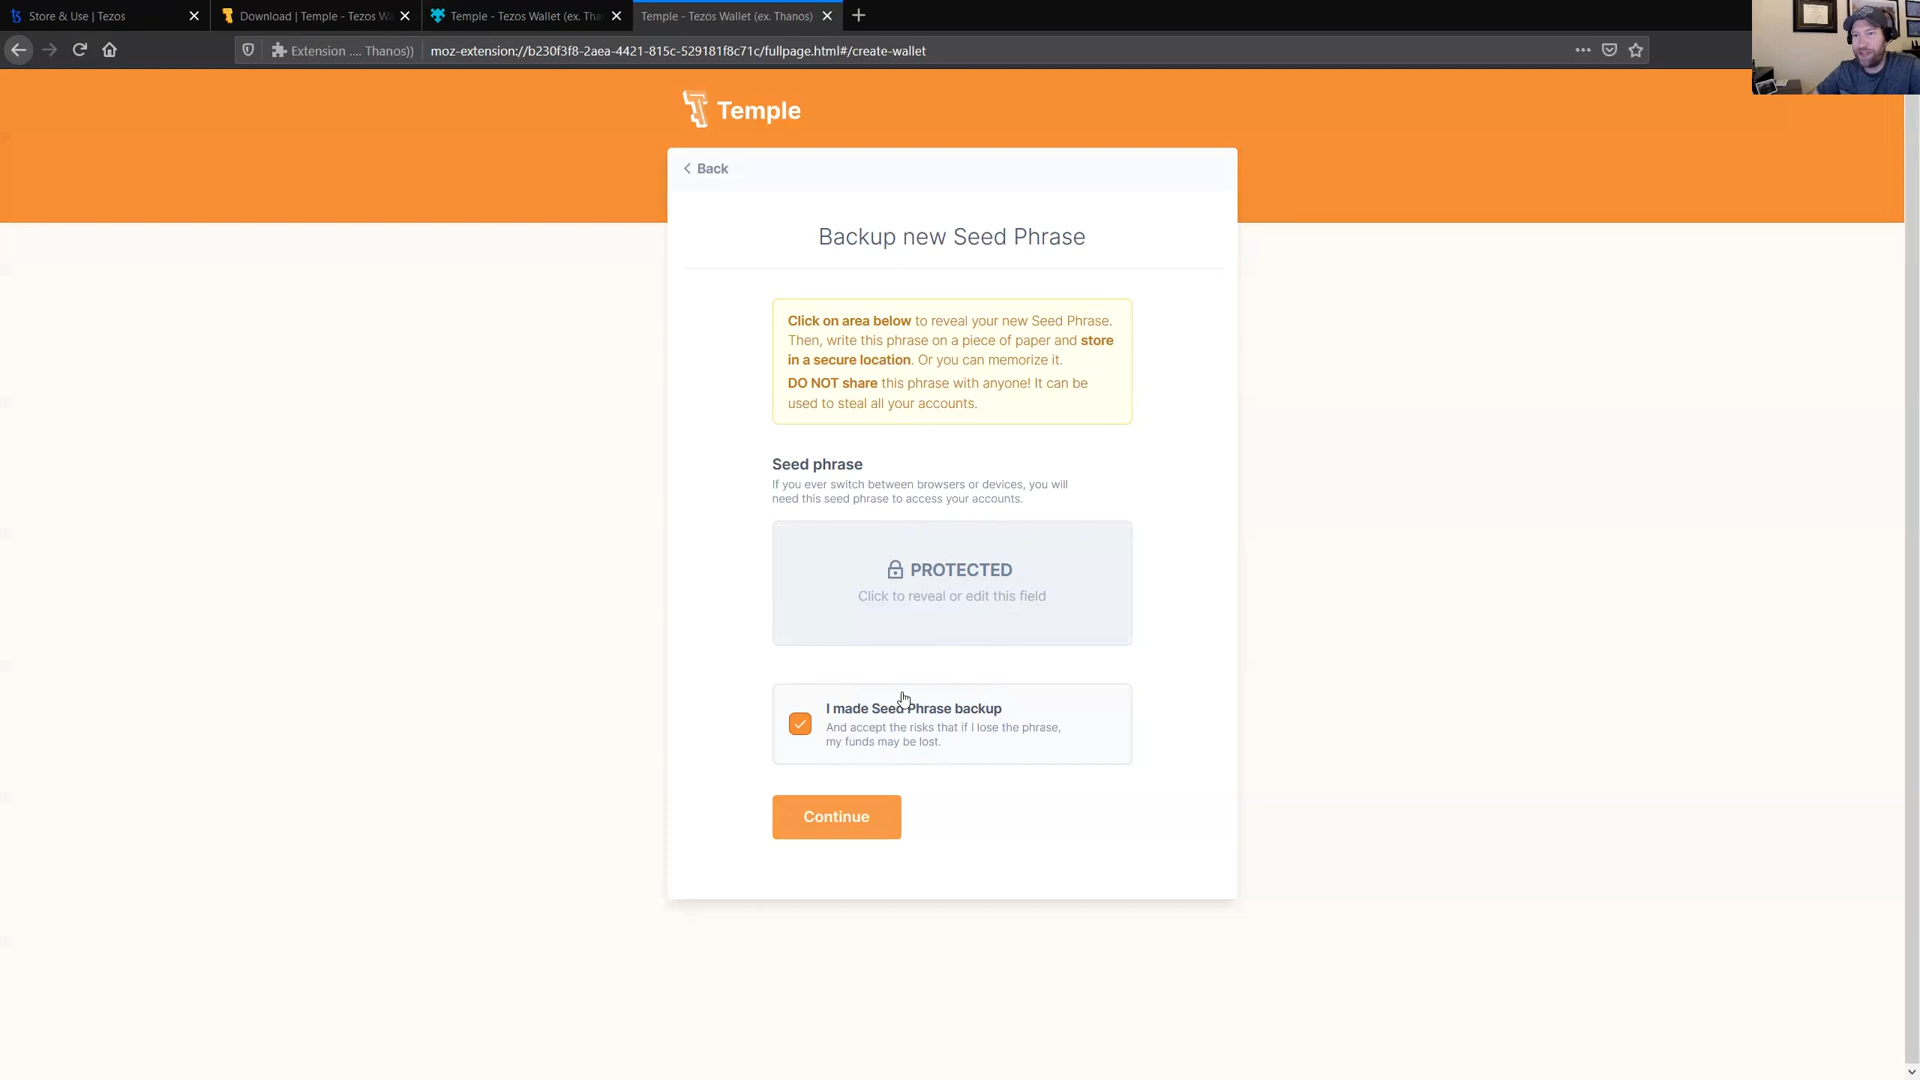 Store & Use | Tezos
Download | Temple - Tezos W
Temple - Tezos Wallet (ex. Tha
Temple - Tezos Wallet (ex. Thanos)
Extension .... Thanos))
moz-extension://b230f3f8-2aea-4421-815c-529181f8c71c/fullpage.html#/create-wallet
Temple
Back
Backup new Seed Phrase
Click on area below to reveal your new Seed Phrase.
Then, write this phrase on a piece of paper and store
in a secure location. Or you can memorize it.
DO NOT share this phrase with anyone! It can be
used to steal all your accounts.
Seed phrase
If you ever switch between browsers or devices, you will
need this seed phrase to access your accounts.
PROTECTED
Click to reveal or edit this field
I made Seed Phrase backup
And accept the risks that if I lose the phrase,
my funds may be lost.
Continue